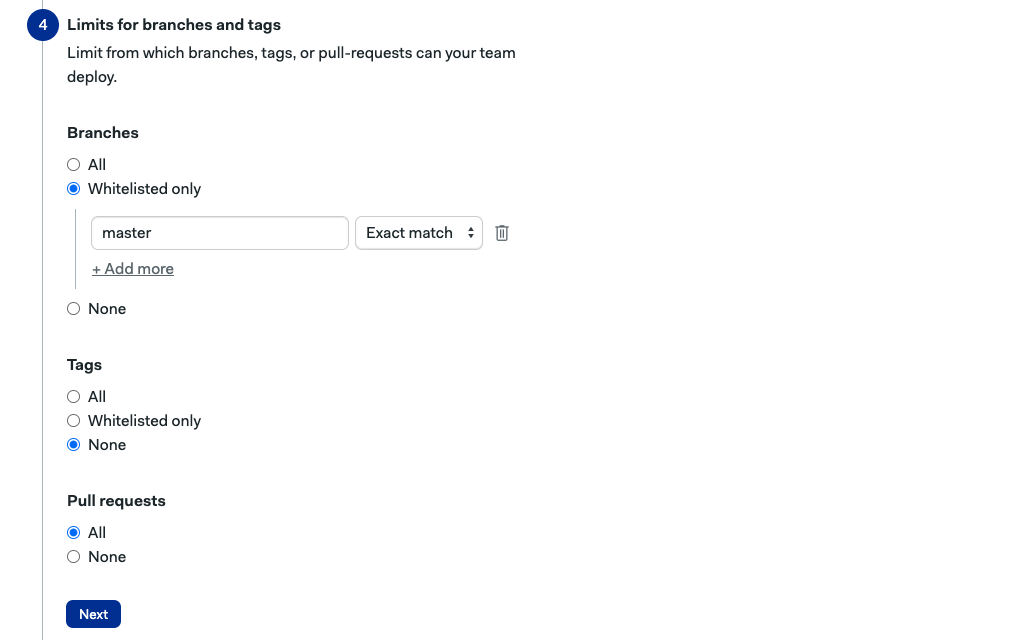 4
Limits for branches and tags
Limit from which branches, tags, or pull-requests can your team
deploy.
Branches
All
Whitelisted only
master
Exact match
+ Add more
None
Tags
All
Whitelisted only
None
Pull requests
All
None
Next